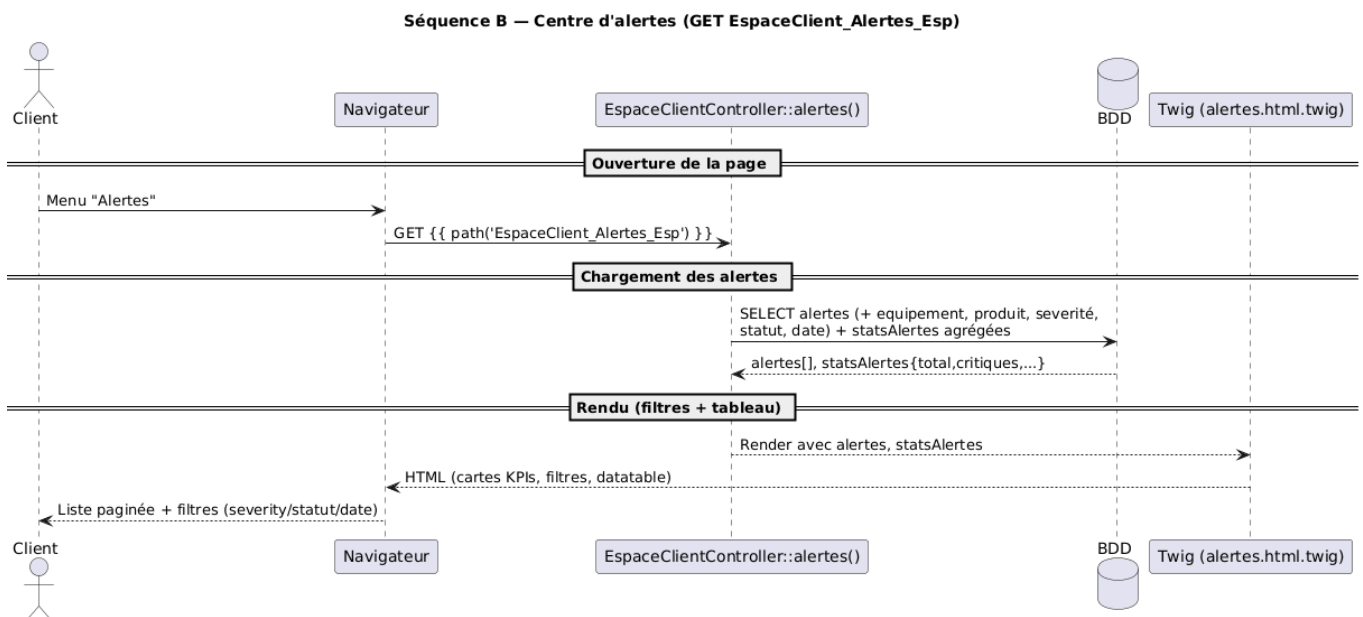 Séquence B — Centre d'alertes (GET EspaceClient_Alertes_Esp)
Client
Navigateur
EspaceClientController::alertes()
BDD
Twig (alertes.html.twig)
Ouverture de la page
Menu "Alertes"
GET {{ path('EspaceClient_Alertes_Esp') }}
Chargement des alertes
SELECT alertes (+ equipement, produit, severité,
statut, date) + statsAlertes agrégées
alertes[], statsAlertes{total,critiques,...}
Rendu (filtres + tableau)
Render avec alertes, statsAlertes
HTML (cartes KPIs, filtres, datatable)
Liste paginée + filtres (severity/statut/date)
Client
Navigateur
EspaceClientController::alertes()
BDD
Twig (alertes.html.twig)